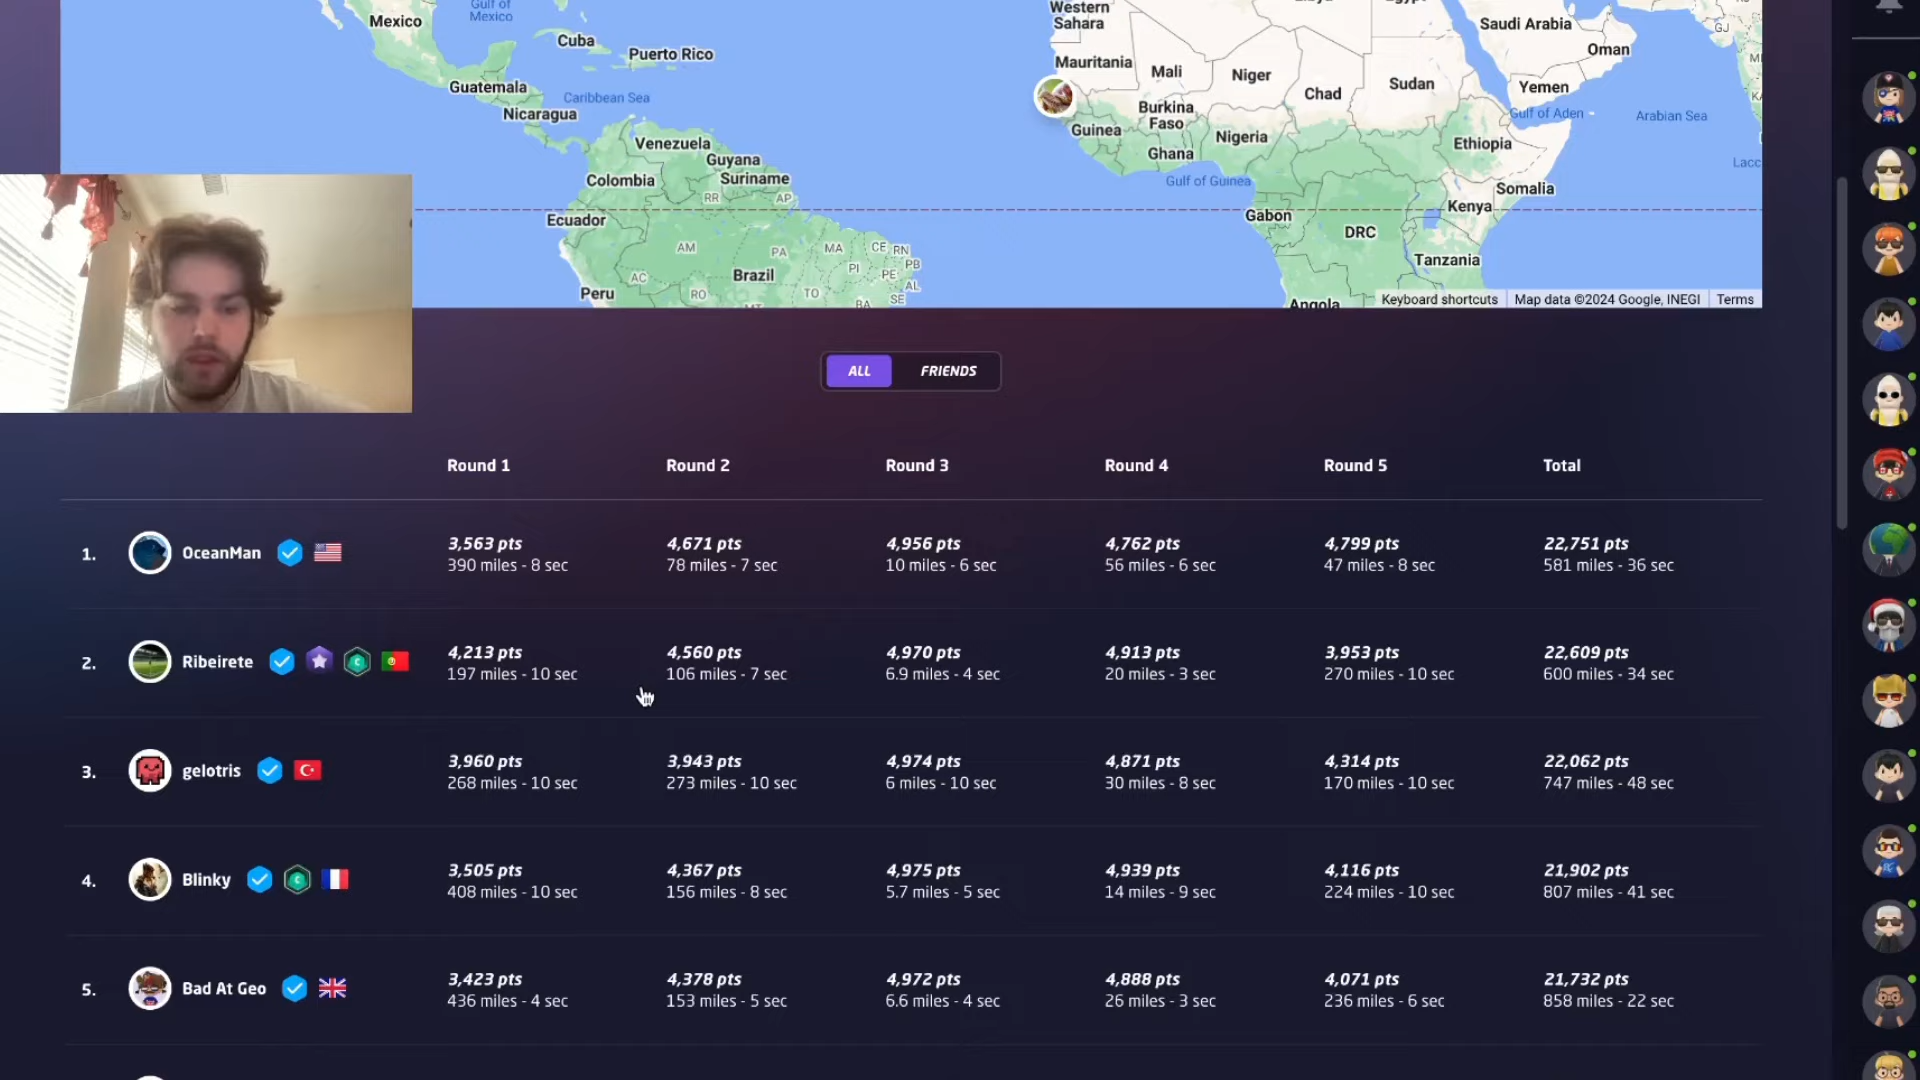 Mexico
Gulf of
Mexico
Cuba
Puerto Rico
Guatemala
Caribbean Sea
Nicaragua
Venezuela
Guyana
Colombia
Suriname
RR
AP
Ecuador
AM
PA
MA
CE
RN
PB
PI
PE
AL
AC
Brazil
TO
SE
RO
BA
Peru
Western
Sahara
Mauritania
Mali
Niger
Chad
Sudan
Saudi Arabia
Oman
Yemen
GJ
Burkina
Faso
Guinea
Nigeria
Ghana
Gulf of Aden
Arabian Sea
Ethiopia
Gulf of Guinea
Somalia
Gabon
Kenya
DRC
Tanzania
Angola
Keyboard shortcuts
Map data ©2024 Google, INEGI
Terms
ALL
FRIENDS
Round 1 Round 2 Round 3 Round 4 Round 5 Total
1. OceanMan 3,563 pts 4,671 pts 4,956 pts 4,762 pts 4,799 pts 22,751 pts
390 miles - 8 sec 78 miles - 7 sec 10 miles - 6 sec 56 miles - 6 sec 47 miles - 8 sec 581 miles - 36 sec
2. Ribeirete 4,213 pts 4,560 pts 4,970 pts 4,913 pts 3,953 pts 22,609 pts
197 miles - 10 sec 106 miles - 7 sec 6.9 miles - 4 sec 20 miles - 3 sec 270 miles - 10 sec 600 miles - 34 sec
3. gelotris 3,960 pts 3,943 pts 4,974 pts 4,871 pts 4,314 pts 22,062 pts
268 miles - 10 sec 273 miles - 10 sec 6 miles - 10 sec 30 miles - 8 sec 170 miles - 10 sec 747 miles - 48 sec
4. Blinky 3,505 pts 4,367 pts 4,975 pts 4,939 pts 4,116 pts 21,902 pts
408 miles - 10 sec 156 miles - 8 sec 5.7 miles - 5 sec 14 miles - 9 sec 224 miles - 10 sec 807 miles - 41 sec
5. Bad At Geo 3,423 pts 4,378 pts 4,972 pts 4,888 pts 4,071 pts 21,732 pts
436 miles - 4 sec 153 miles - 5 sec 6.6 miles - 4 sec 26 miles - 3 sec 236 miles - 6 sec 858 miles - 22 sec